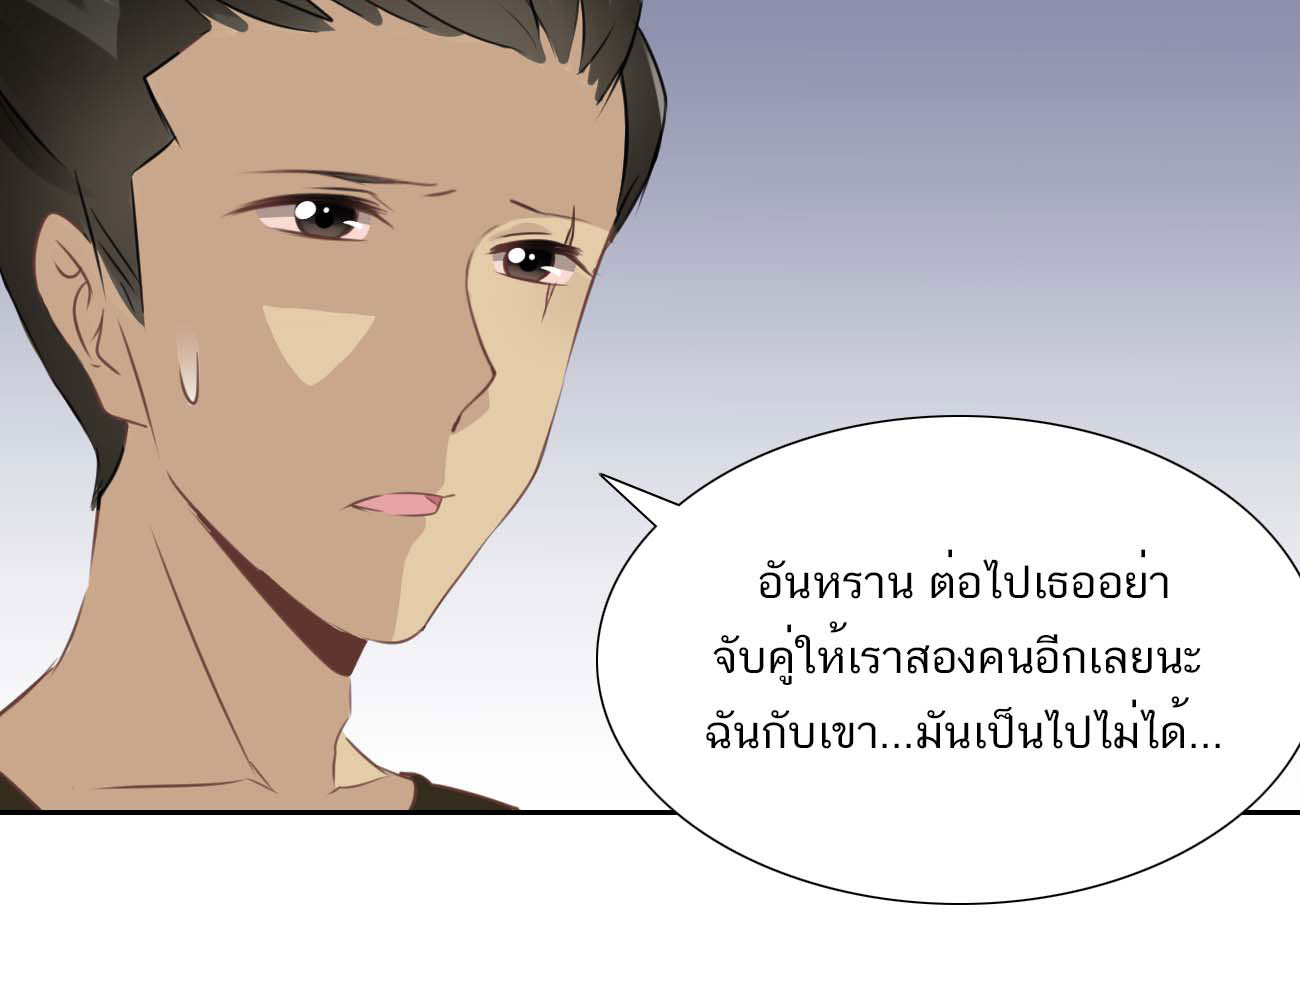 อันหราน ต่อไปเธออย่า
จับคู่ให้เราสองคนอีกเลยนะ
ฉันกับเขา...มันเป็นไปไม่ได้...